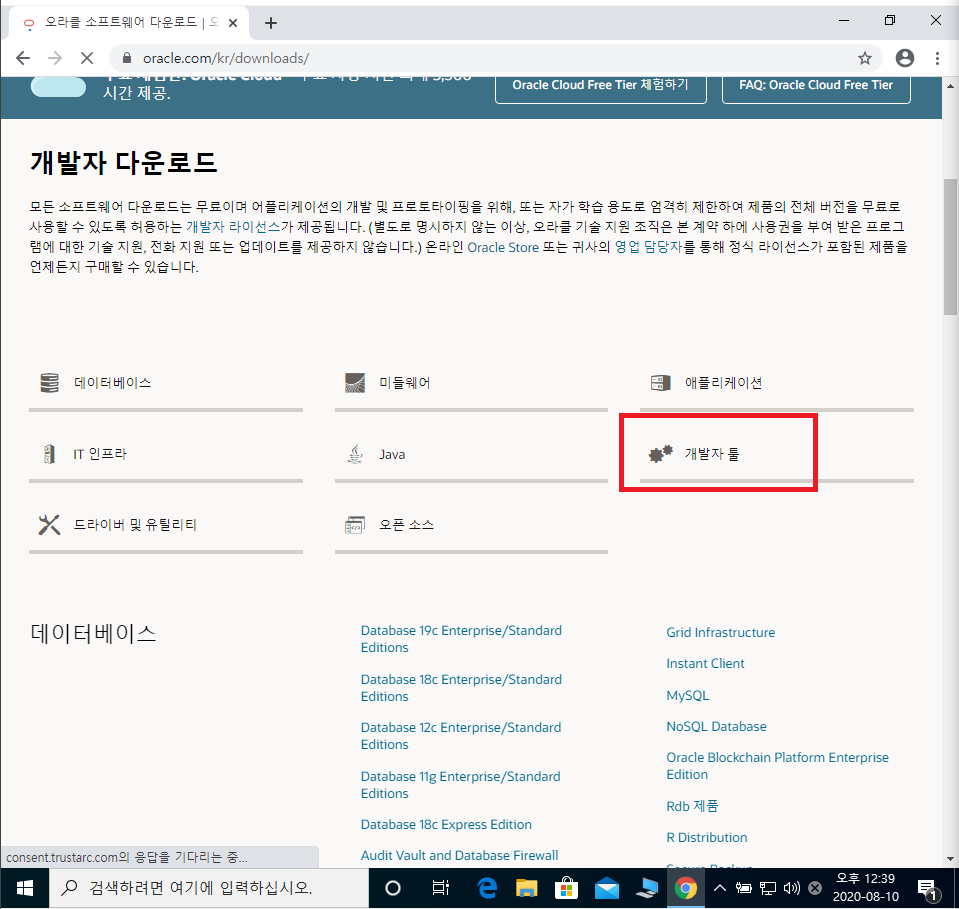 오라클 소프트웨어 다운로드 | 오
oracle.com/kr/downloads/
시간 제공.
Oracle Cloud Free Tier 체험하기
FAQ: Oracle Cloud Free Tier
개발자 다운로드
모든 소프트웨어 다운로드는 무료이며 어플리케이션의 개발 및 프로토타이핑을 위해, 또는 자가 학습 용도로 엄격히 제한하여 제품의 전체 버전을 무료로
사용할 수 있도록 허용하는 개발자 라이선스가 제공됩니다. (별도로 명시하지 않는 이상, 오라클 기술 지원 조직은 본 계약 하에 사용권을 부여 받은 프로그
램에 대한 기술 지원, 전화 지원 또는 업데이트를 제공하지 않습니다.) 온라인 Oracle Store 또는 귀사의 영업 담당자를 통해 정식 라이선스가 포함된 제품을
언제든지 구매할 수 있습니다.
데이터베이스
미들웨어
애플리케이션
IT 인프라
Java
개발자 툴
드라이버 및 유틸리티
오픈 소스
데이터베이스
Database 19c Enterprise/Standard
Editions
Database 18c Enterprise/Standard
Editions
Database 12c Enterprise/Standard
Editions
Database 11g Enterprise/Standard
Editions
Database 18c Express Edition
Audit Vault and Database Firewall
Grid Infrastructure
Instant Client
MySQL
NoSQL Database
Oracle Blockchain Platform Enterprise
Edition
Rdb 제품
R Distribution
consent.trustarc.com의 응답을 기다리는 중...
검색하려면 여기에 입력하십시오.
오후 12:39
2020-08-10
1